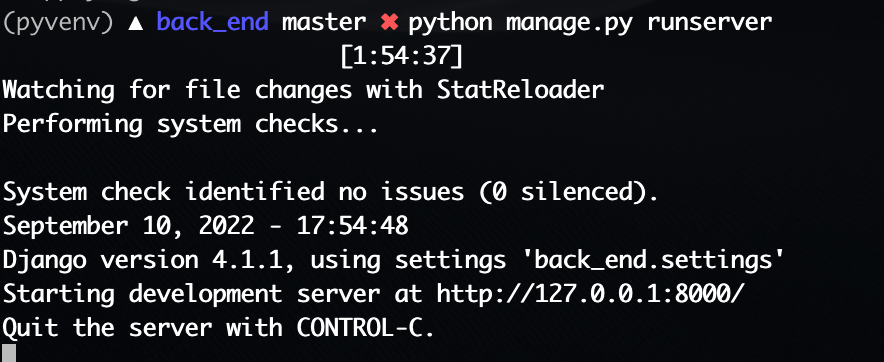 (pyvenv) ▲ back_end master ✖ python manage.py runserver
[1:54:37]
Watching for file changes with StatReloader
Performing system checks...
System check identified no issues (0 silenced).
September 10, 2022 - 17:54:48
Django version 4.1.1, using settings 'back_end.settings'
Starting development server at http://127.0.0.1:8000/
Quit the server with CONTROL-C.